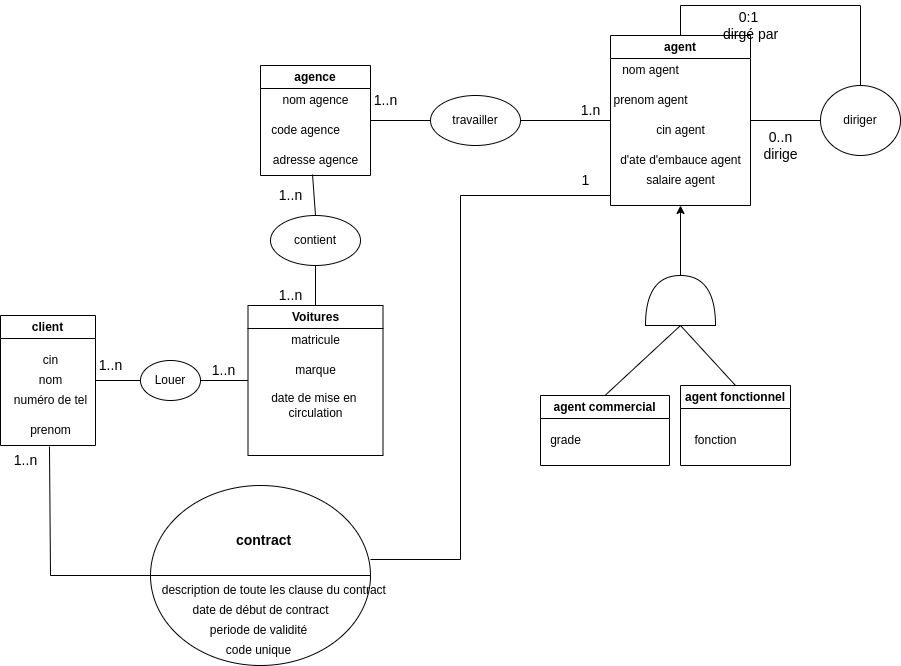 0:1
dirgé par
agent
nom agent
prenom agent
cin agent
d'ate d'embauce agent
salaire agent
agence
nom agence
code agence
adresse agence
1..n
travailler
1.n
0..n
dirige
diriger
1..n
contient
1..n
1
client
cin
nom
numéro de tel
prenom
1..n
Louer
1..n
Voitures
matricule
marque
date de mise en
circulation
agent commercial
grade
agent fonctionnel
fonction
1..n
contract
description de toute les clause du contract
date de début de contract
periode de validité
code unique